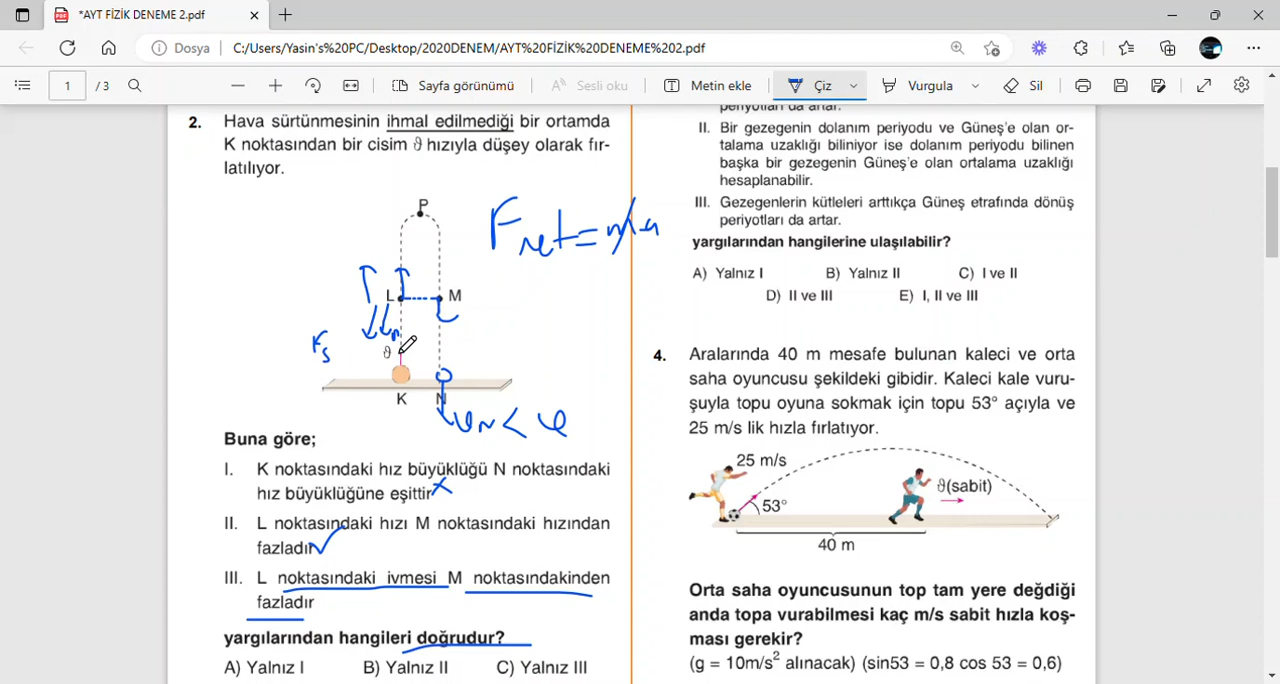 *AYT FİZİK DENEME 2.pdf
Dosya
C:/Users/Yasin's%20PC/Desktop/2020DENEM/AYT%20FİZİK%20DENEME%202.pdf
1 / 3
Sayfa görünümü
Sesli oku
Metin ekle
Çiz
Vurgula
Sil
2. Hava sürtünmesinin ihmal edilmediği bir ortamda
K noktasından bir cisim ϑ hızıyla düşey olarak fır-
latılıyor.
P
Fnet = ma
L
M
Fs
ϑ
K
N
ϑN < ϑ
Buna göre;
I. K noktasındaki hız büyüklüğü N noktasındaki
hız büyüklüğüne eşittir
II. L noktasındaki hızı M noktasındaki hızından
fazladır
III. L noktasındaki ivmesi M noktasındakinden
fazladır
yargılarından hangileri doğrudur?
A) Yalnız I B) Yalnız II C) Yalnız III
periyotları da artar.
II. Bir gezegenin dolanım periyodu ve Güneş'e olan or-
talama uzaklığı biliniyor ise dolanım periyodu bilinen
başka bir gezegenin Güneş'e olan ortalama uzaklığı
hesaplanabilir.
III. Gezegenlerin kütleleri arttıkça Güneş etrafında dönüş
periyotları da artar.
yargılarından hangilerine ulaşılabilir?
A) Yalnız I B) Yalnız II C) I ve II
D) II ve III E) I, II ve III
4. Aralarında 40 m mesafe bulunan kaleci ve orta
saha oyuncusu şekildeki gibidir. Kaleci kale vuru-
şuyla topu oyuna sokmak için topu 53° açıyla ve
25 m/s lik hızla fırlatıyor.
25 m/s
ϑ(sabit)
53°
40 m
Orta saha oyuncusunun top tam yere değdiği
anda topa vurabilmesi kaç m/s sabit hızla koş-
ması gerekir?
(g = 10m/s² alınacak) (sin53 = 0,8 cos 53 = 0,6)